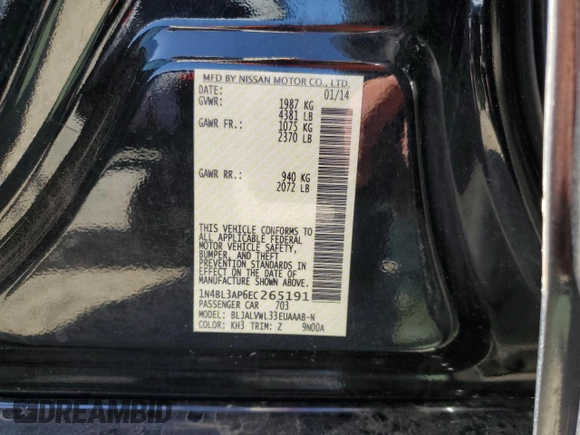 MFD BY NISSAN MOTOR CO., LTD.
DATE: 01/14
GVWR: 1987 KG
4381 LB
GAWR FR.: 1075 KG
2370 LB
GAWR RR.: 940 KG
2072 LB
THIS VEHICLE CONFORMS TO
ALL APPLICABLE FEDERAL
MOTOR VEHICLE SAFETY,
BUMPER, AND THEFT
PREVENTION STANDARDS IN
EFFECT ON THE DATE OF
MANUFACTURE SHOWN ABOVE.
1N4BL3AP6EC265191
PASSENGER CAR 703
MODEL: BLJALVWL33EUAAAB-N
COLOR: KH3 TRIM: Z 9N00A
DREAMBID